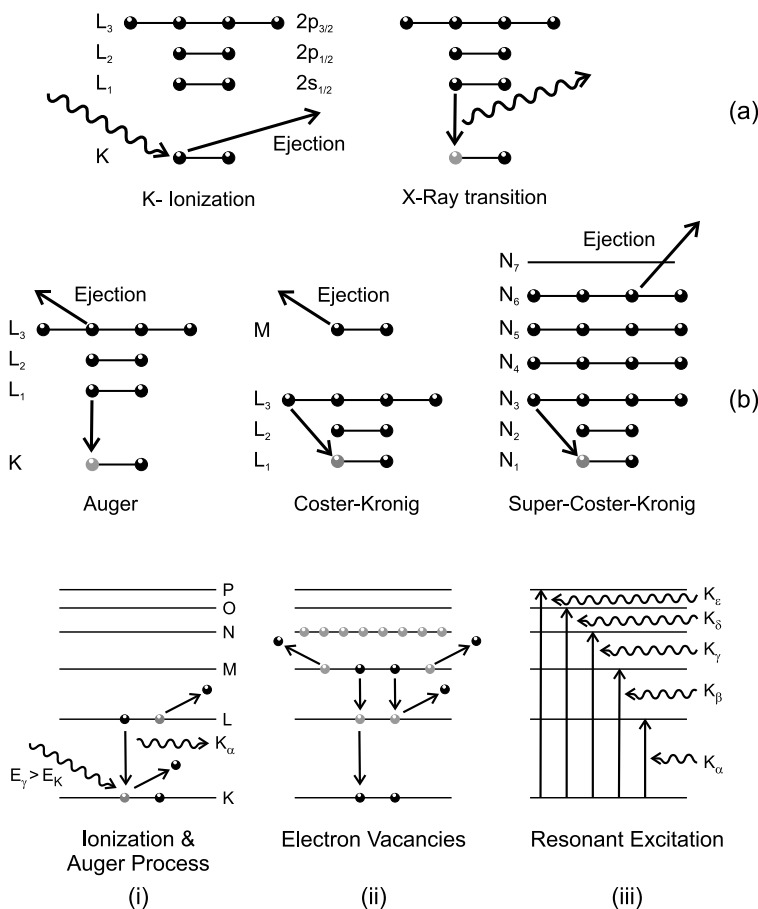 L₃ 2p₃/₂
L₂ 2p₁/₂
L₁ 2s₁/₂
(a)
Ejection
K
K- Ionization X-Ray transition
Ejection
N₇
Ejection Ejection
N₆
L₃ M N₅
L₂ N₄
L₁ L₃ N₃ (b)
L₂ N₂
K L₁ N₁
Auger Coster-Kronig Super-Coster-Kronig
P Kε
O Kδ
N
Kγ
M
Kβ
L
Kα Kα
Eγ>EK
K
Ionization & Auger Process
Electron Vacancies
Resonant Excitation
(i) (ii) (iii)